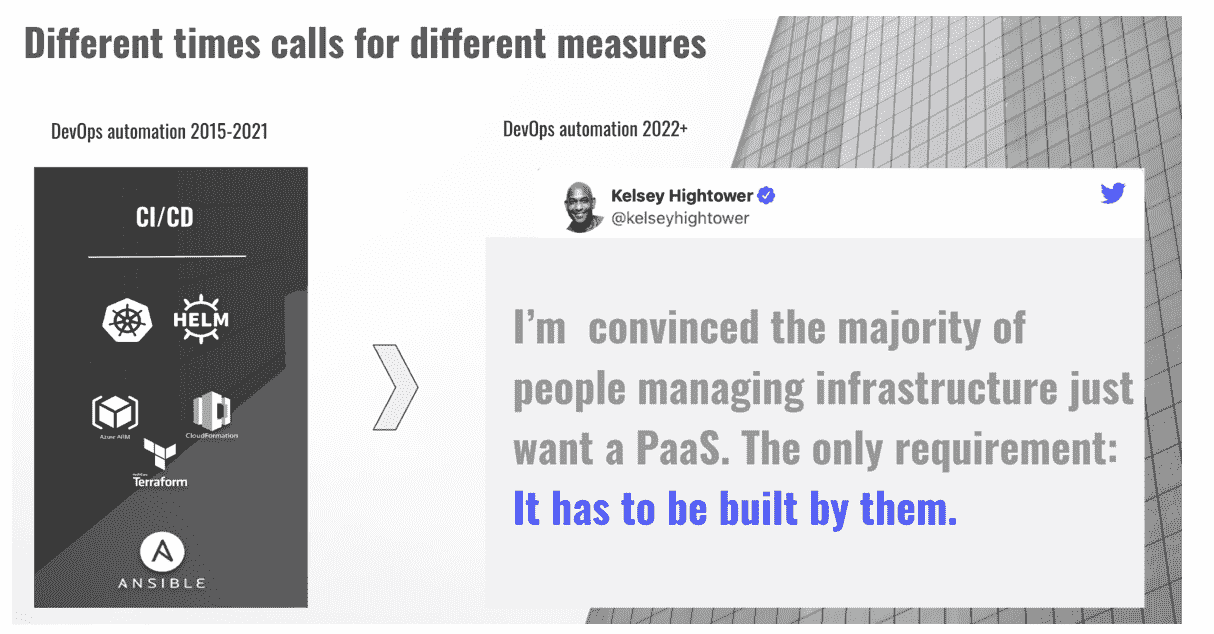 Different times calls for different measures
DevOps automation 2015-2021
DevOps automation 2022+
CI/CD
HELM
Azure ARM
CloudFormation
HashiCorp
Terraform
ANSIBLE
Kelsey Hightower
@kelseyhightower
I’m convinced the majority of
people managing infrastructure just
want a PaaS. The only requirement:
It has to be built by them.